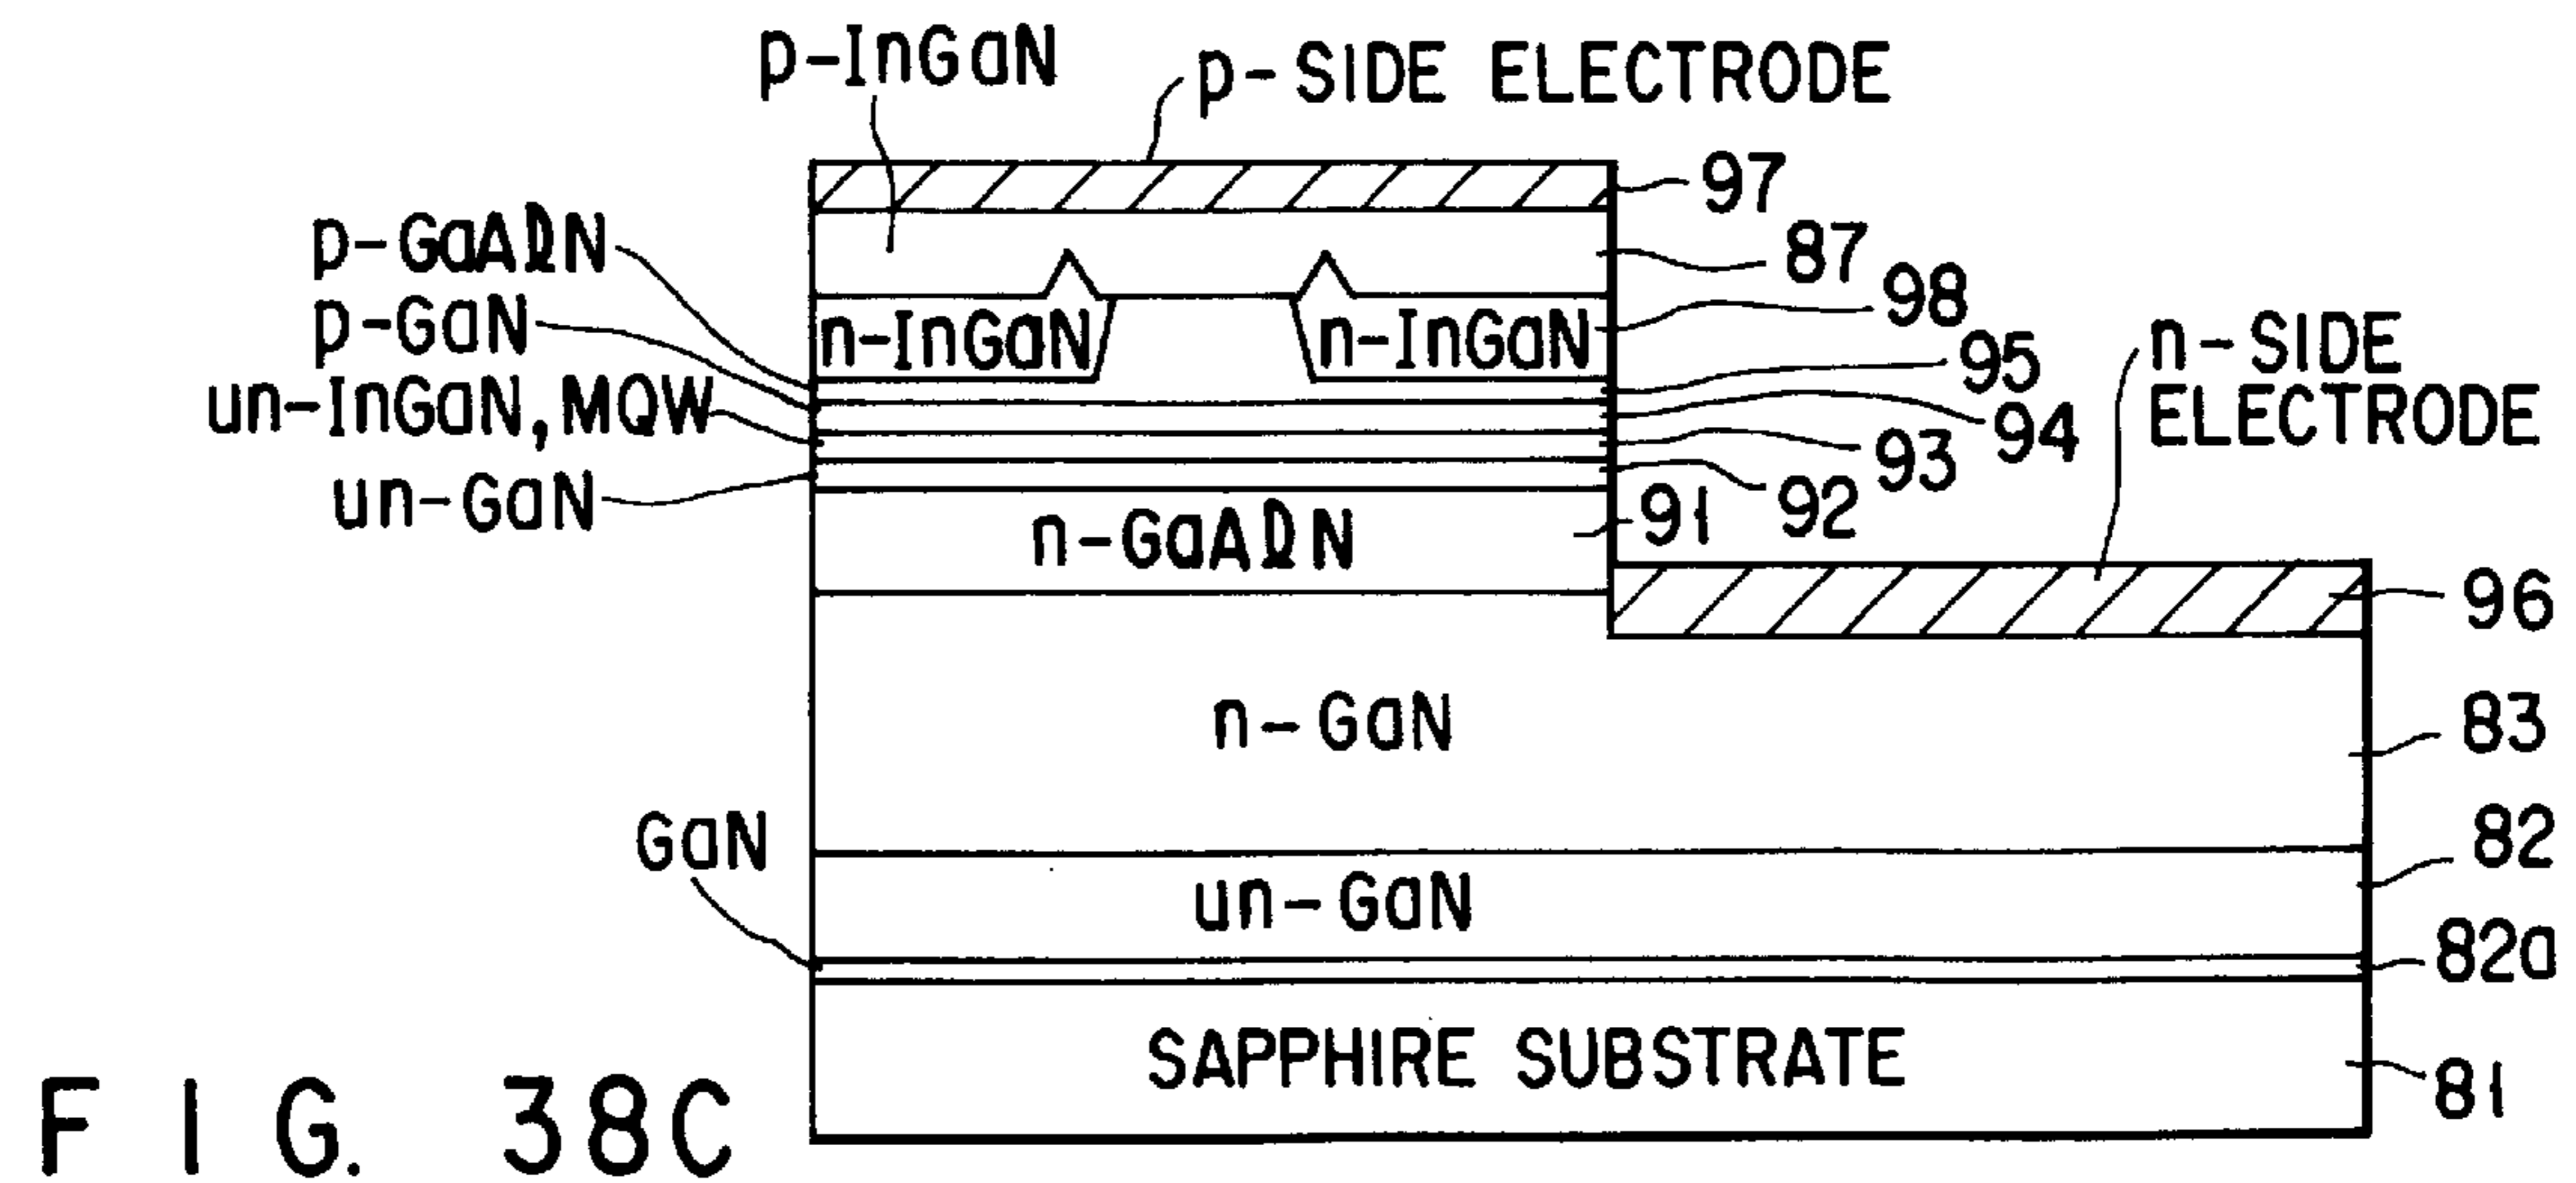 p-InGaN
p-SIDE ELECTRODE
97
p-GaAlN
87
98
p-GaN
n-InGaN
n-InGaN
95
n-SIDE
ELECTRODE
un-InGaN, MQW
94
93
un-GaN
92
91
n-GaAlN
96
n-GaN
83
GaN
82
un-GaN
82a
SAPPHIRE SUBSTRATE
81
FIG. 38C